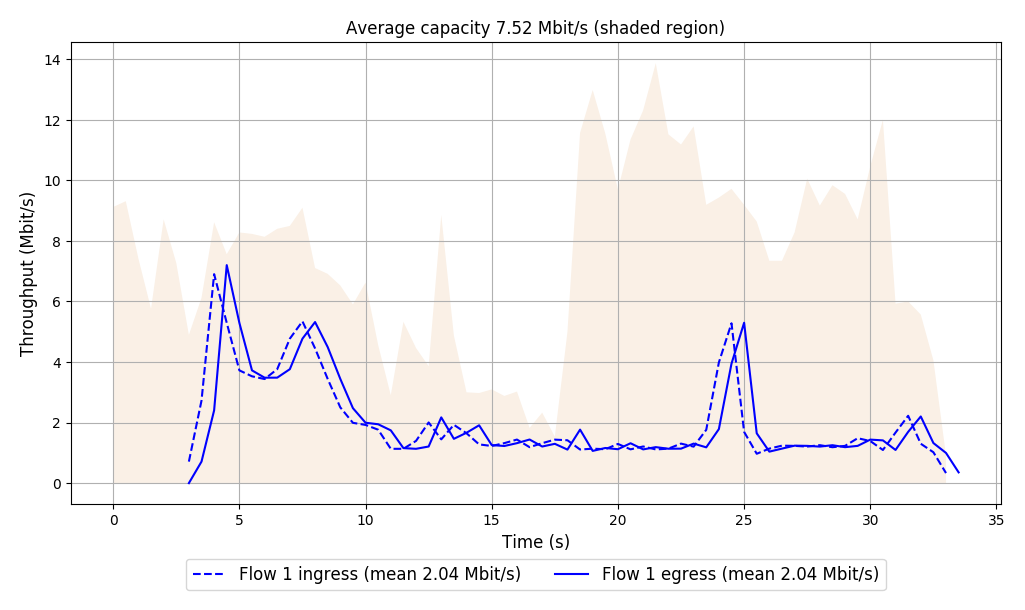 Average capacity 7.52 Mbit/s (shaded region)
14
12
10
8
6
4
2
0
Throughput (Mbit/s)
0 5 10 15 20 25 30 35
Time (s)
Flow 1 ingress (mean 2.04 Mbit/s) Flow 1 egress (mean 2.04 Mbit/s)